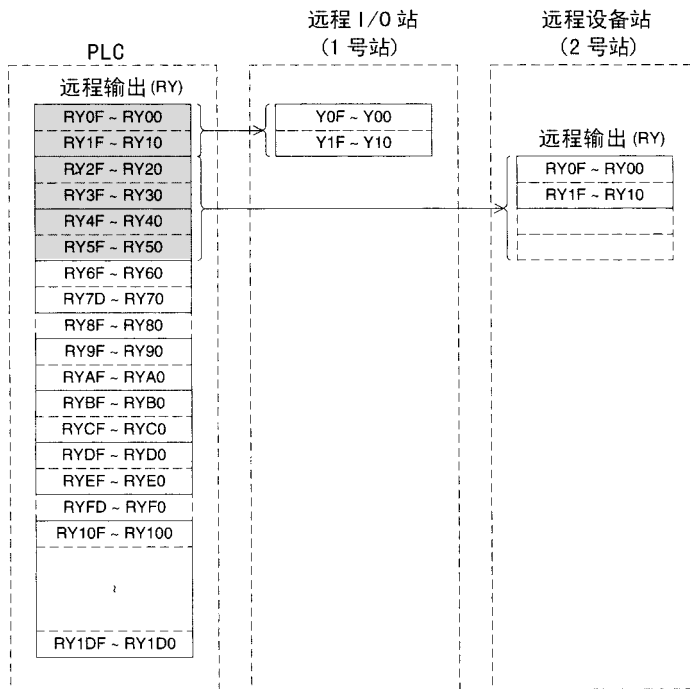 PLC
远程输出(RY)
RY0F ~ RY00
RY1F ~ RY10
RY2F ~ RY20
RY3F ~ RY30
RY4F ~ RY40
RY5F ~ RY50
RY6F ~ RY60
RY7D ~ RY70
RY8F ~ RY80
RY9F ~ RY90
RYAF ~ RYA0
RYBF ~ RYB0
RYCF ~ RYC0
RYDF ~ RYD0
RYEF ~ RYE0
RYFD ~ RYF0
RY10F ~ RY100
~
RY1DF ~ RY1D0
远程I/O站
(1号站)
Y0F ~ Y00
Y1F ~ Y10
远程设备站
(2号站)
远程输出(RY)
RY0F ~ RY00
RY1F ~ RY10